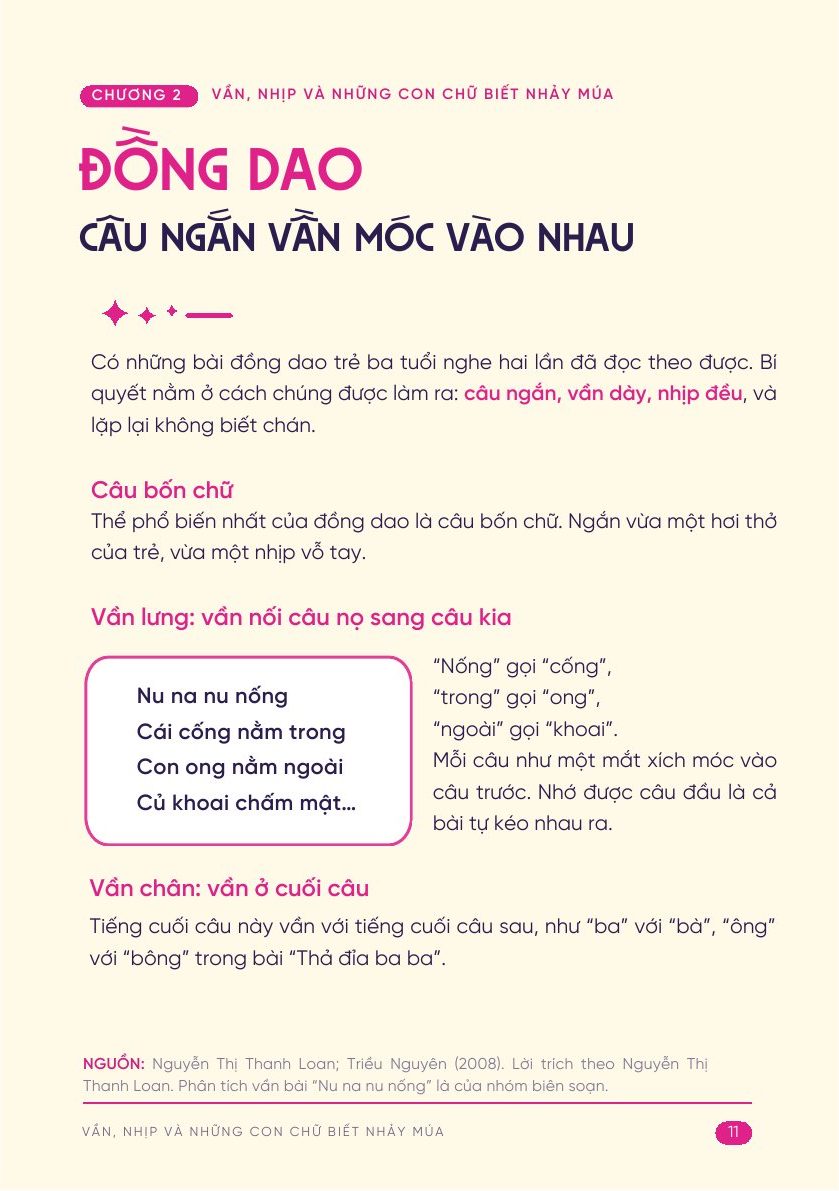 CHƯƠNG 2 VẦN, NHỊP VÀ NHỮNG CON CHỮ BIẾT NHẢY MÚA
ĐỒNG DAO
CÂU NGẮN VẦN MÓC VÀO NHAU
Có những bài đồng dao trẻ ba tuổi nghe hai lần đã đọc theo được. Bí
quyết nằm ở cách chúng được làm ra: câu ngắn, vần dày, nhịp đều, và
lặp lại không biết chán.
Câu bốn chữ
Thể phổ biến nhất của đồng dao là câu bốn chữ. Ngắn vừa một hơi thở
của trẻ, vừa một nhịp vỗ tay.
Vần lưng: vần nối câu nọ sang câu kia
Nu na nu nống
Cái cống nằm trong
Con ong nằm ngoài
Củ khoai chấm mật...
“Nống” gọi “cống”,
“trong” gọi “ong”,
“ngoài” gọi “khoai”.
Mỗi câu như một mắt xích móc vào
câu trước. Nhớ được câu đầu là cả
bài tự kéo nhau ra.
Vần chân: vần ở cuối câu
Tiếng cuối câu này vần với tiếng cuối câu sau, như “ba” với “bà”, “ông”
với “bông” trong bài “Thả đỉa ba ba”.
NGUỒN: Nguyễn Thị Thanh Loan; Triều Nguyên (2008). Lời trích theo Nguyễn Thị
Thanh Loan. Phân tích vần bài “Nu na nu nống” là của nhóm biên soạn.
VẦN, NHỊP VÀ NHỮNG CON CHỮ BIẾT NHẢY MÚA
11